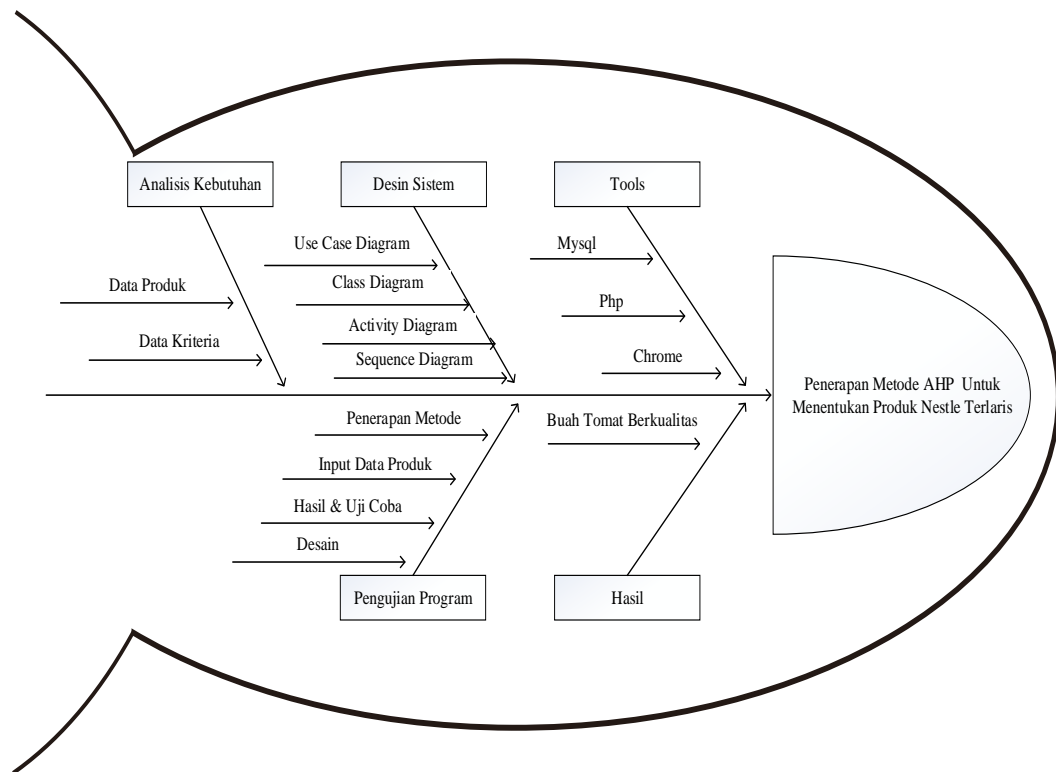 Analisis Kebutuhan
Desin Sistem
Tools
Use Case Diagram
Mysql
Class Diagram
Data Produk
Php
Activity Diagram
Data Kriteria
Sequence Diagram
Chrome
Penerapan Metode AHP Untuk
Menentukan Produk Nestle Terlaris
Penerapan Metode
Buah Tomat Berkualitas
Input Data Produk
Hasil & Uji Coba
Desain
Pengujian Program
Hasil